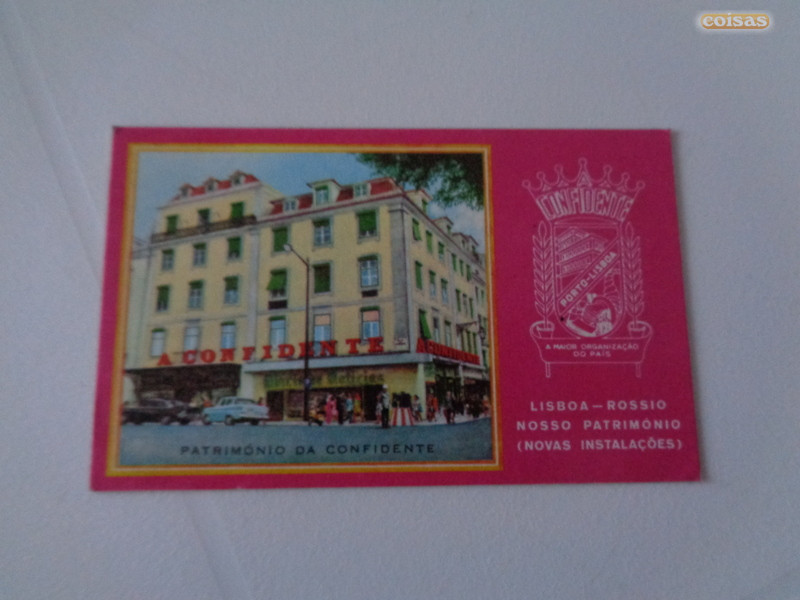 coisas
A CONFIDENTE
PATRIMÓNIO DA CONFIDENTE
A
CONFIDENTE
PORTO-LISBOA
A MAIOR ORGANIZAÇÃO
DO PAÍS
LISBOA — ROSSIO
NOSSO PATRIMÓNIO
(NOVAS INSTALAÇÕES)